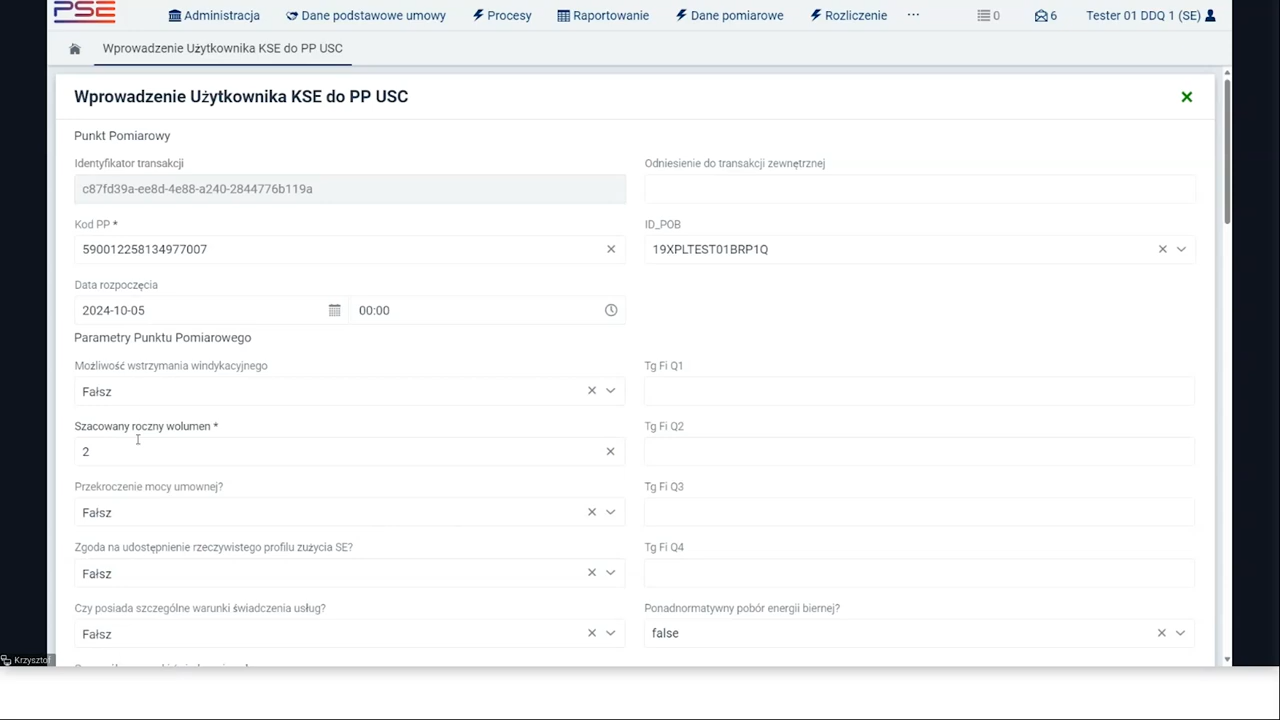 PSE
Administracja Dane podstawowe umowy Procesy Raportowanie Dane pomiarowe Rozliczenie ... 0 6 Tester 01 DDQ 1 (SE)
Wprowadzenie Użytkownika KSE do PP USC
Wprowadzenie Użytkownika KSE do PP USC
Punkt Pomiarowy
Identyfikator transakcji Odniesienie do transakcji zewnętrznej
c87fd39a-ee8d-4e88-a240-2844776b119a
Kod PP * ID_POB
590012258134977007 19XPLTEST01BRP1Q
Data rozpoczęcia
2024-10-05 00:00
Parametry Punktu Pomiarowego
Możliwość wstrzymania windykacyjnego Tg Fi Q1
Fałsz
Szacowany roczny wolumen * Tg Fi Q2
2
Przekroczenie mocy umownej? Tg Fi Q3
Fałsz
Zgoda na udostępnienie rzeczywistego profilu zużycia SE? Tg Fi Q4
Fałsz
Czy posiada szczególne warunki świadczenia usług? Ponadnormatywny pobór energii biernej?
Fałsz false
Krzysztof